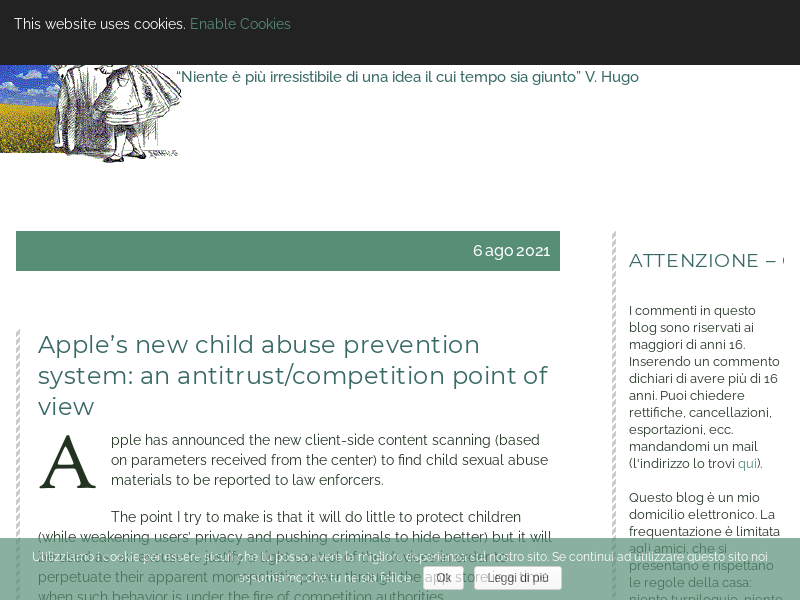 This website uses cookies. Enable Cookies
“Niente è più irresistibile di una idea il cui tempo sia giunto” V. Hugo
6 ago 2021
Apple’s new child abuse prevention
system: an antitrust/competition point of
view
Apple has announced the new client-side content scanning (based
on parameters received from the center) to find child sexual abuse
materials to be reported to law enforcers.
The point I try to make is that it will do little to protect children
(while weakening users’ privacy and pushing criminals to hide better) but it will
perpetuate their apparent monopolistic power through the app store in a time
when such behavior is under the fire of competition authorities.
ATTENZIONE –
I commenti in questo
blog sono riservati ai
maggiori di anni 16.
Inserendo un commento
dichiari di avere più di 16
anni. Puoi chiedere
rettifiche, cancellazioni,
esportazioni, ecc.
mandandomi un mail
(l'indirizzo lo trovi qui).
Questo blog è un mio
domicilio elettronico. La
frequentazione è limitata
agli amici, che si
presentano e rispettano
le regole della casa:
niente turpiloquio, niente
Utilizziamo i cookie per essere sicuri che tu possa avere la migliore esperienza sul nostro sito. Se continui ad utilizzare questo sito noi
assumiamo che tu ne sia felice. Ok Leggi di più